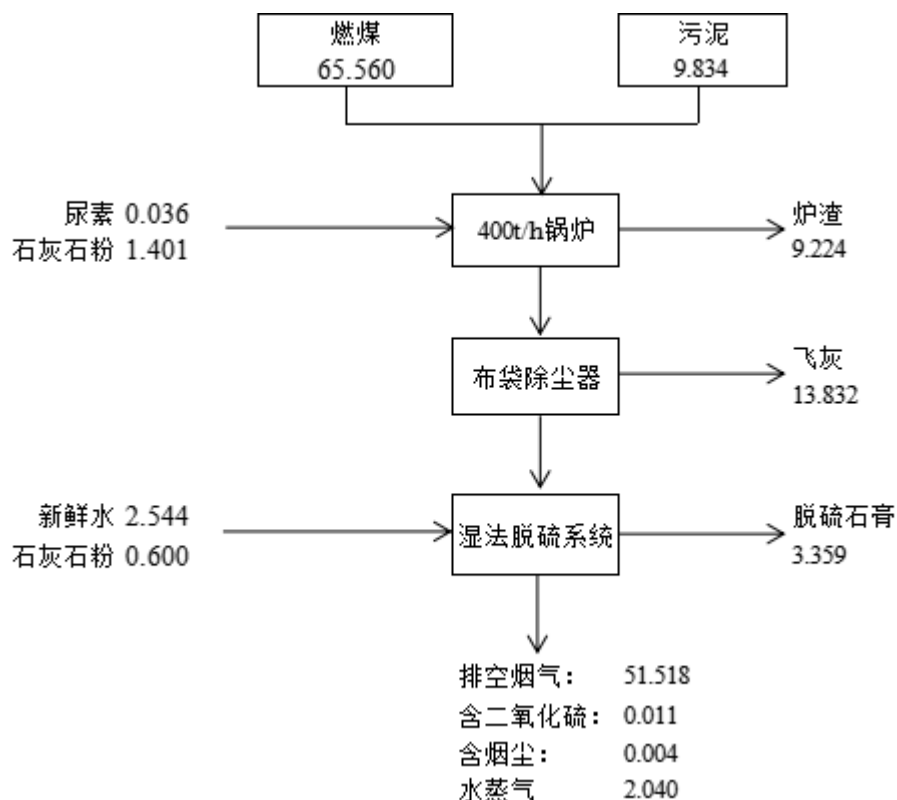 燃煤
65.560
污泥
9.834
尿素 0.036
石灰石粉 1.401
400t/h锅炉
炉渣
9.224
布袋除尘器
飞灰
13.832
新鲜水 2.544
石灰石粉 0.600
湿法脱硫系统
脱硫石膏
3.359
排空烟气： 51.518
含二氧化硫： 0.011
含烟尘： 0.004
水蒸气 2.040